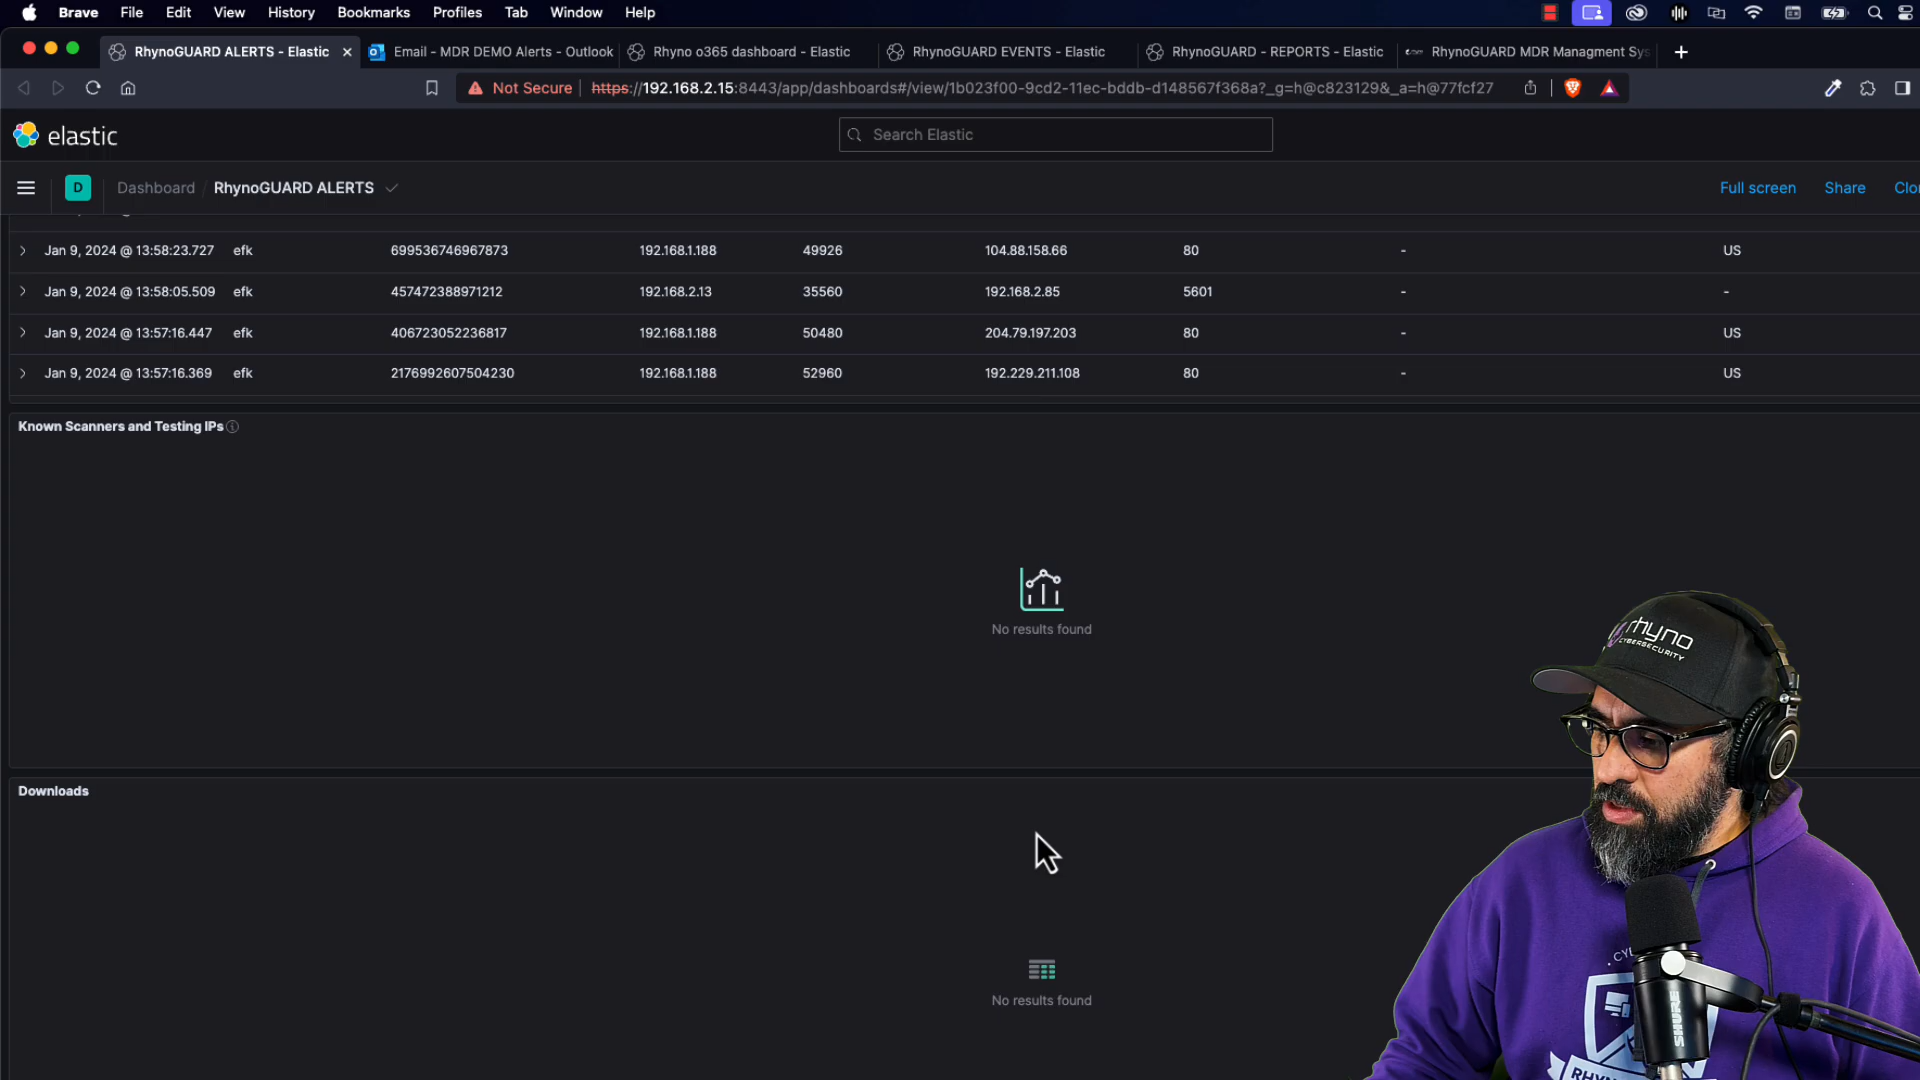 Brave File Edit View History Bookmarks Profiles Tab Window Help
RhynoGUARD ALERTS - Elastic
Email - MDR DEMO Alerts - Outlook
Rhyno o365 dashboard - Elastic
RhynoGUARD EVENTS - Elastic
RhynoGUARD - REPORTS - Elastic
RhynoGUARD MDR Managment Sys
Not Secure https://192.168.2.15:8443/app/dashboards#/view/1b023f00-9cd2-11ec-bddb-d148567f368a?_g=h@c823129&_a=h@77fcf27
elastic
Search Elastic
D Dashboard / RhynoGUARD ALERTS
Full screen Share Clo
Jan 9, 2024 @ 13:58:23.727 efk 699536746967873 192.168.1.188 49926 104.88.158.66 80 - US
Jan 9, 2024 @ 13:58:05.509 efk 457472388971212 192.168.2.13 35560 192.168.2.85 5601 - -
Jan 9, 2024 @ 13:57:16.447 efk 406723052236817 192.168.1.188 50480 204.79.197.203 80 - US
Jan 9, 2024 @ 13:57:16.369 efk 2176992607504230 192.168.1.188 52960 192.229.211.108 80 - US
Known Scanners and Testing IPs
No results found
Downloads
No results found
rhyno
CYBERSECURITY
CY
SHURE
RHYN